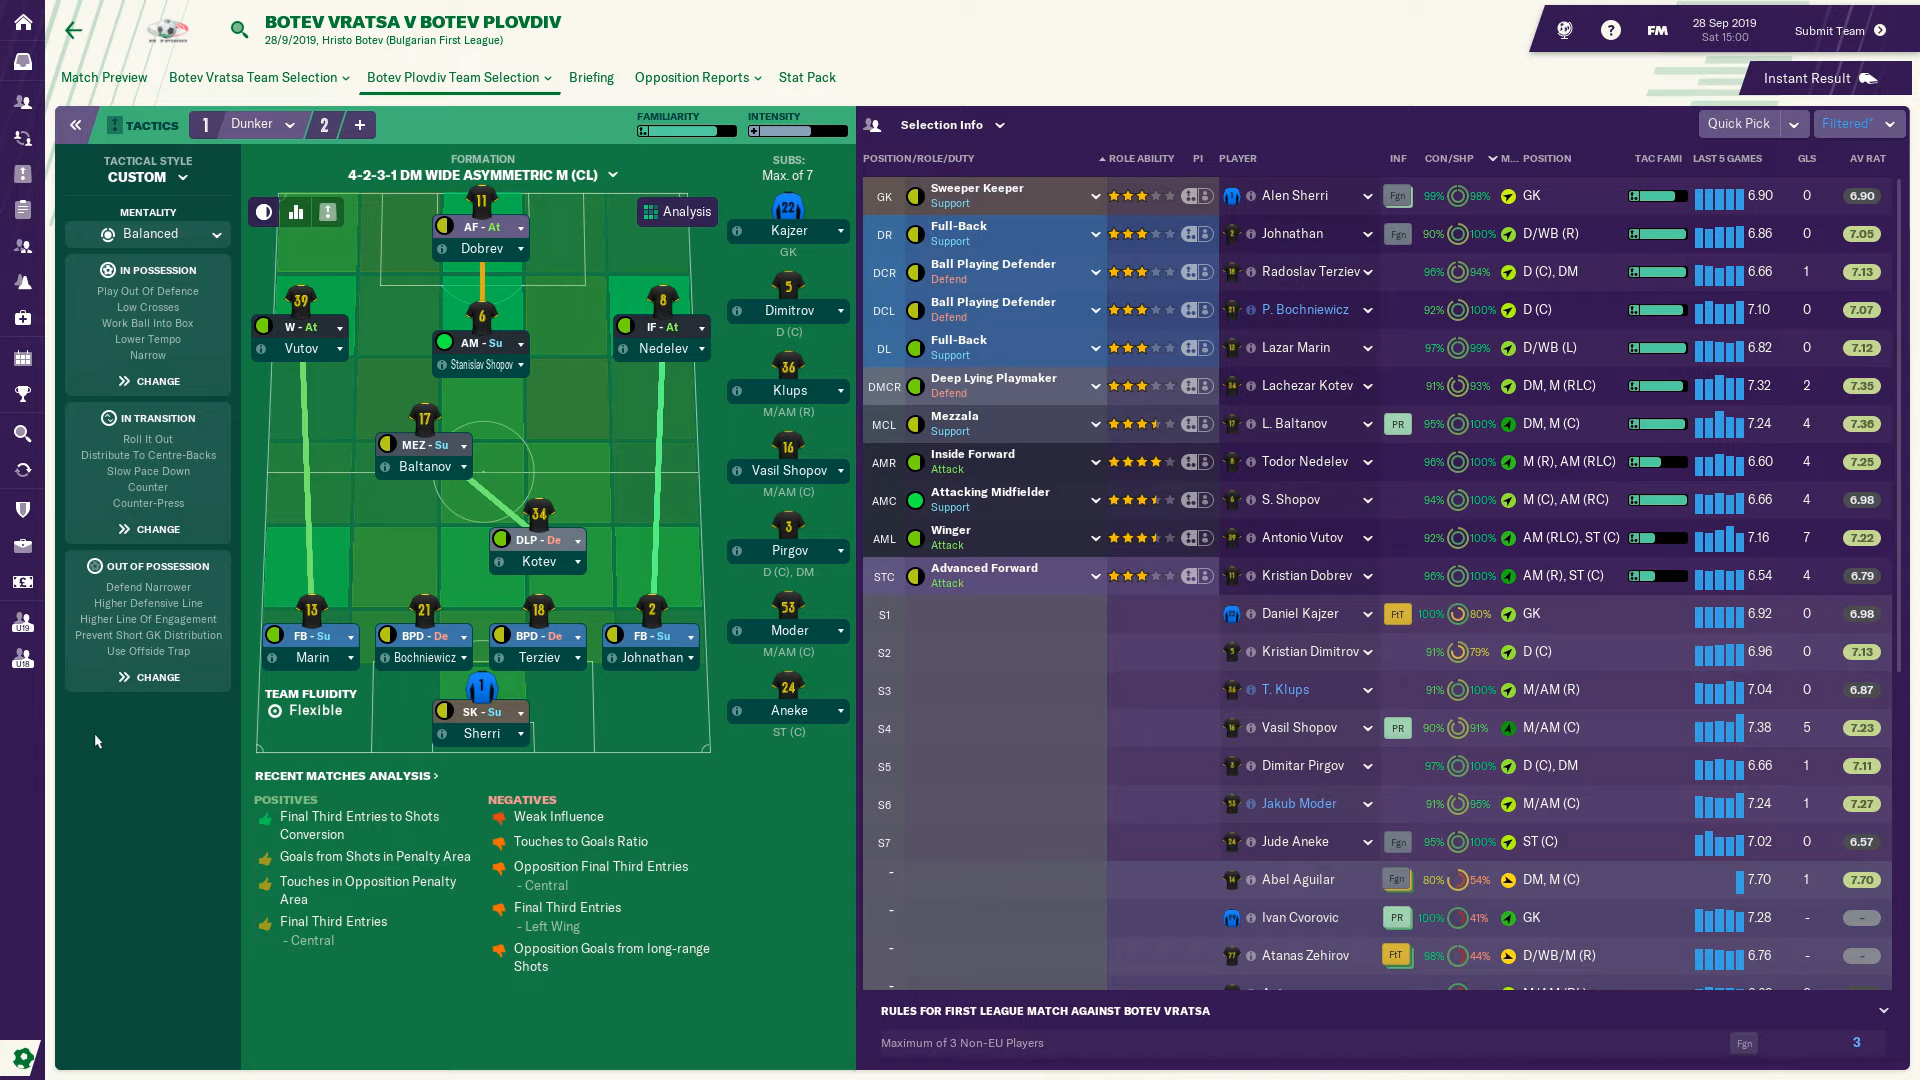 BOTEV VRATSA V BOTEV PLOVDIV
28/9/2019, Hristo Botev (Bulgarian First League)
FM
28 Sep 2019
Sat 15:00
Submit Team
Match Preview
Botev Vratsa Team Selection
Botev Plovdiv Team Selection
Briefing
Opposition Reports
Stat Pack
Instant Result
TACTICS
1 Dunker
2
+
FAMILIARITY
INTENSITY
TACTICAL STYLE
CUSTOM
MENTALITY
Balanced
IN POSSESSION
Play Out Of Defence
Low Crosses
Work Ball Into Box
Lower Tempo
Narrow
CHANGE
IN TRANSITION
Roll It Out
Distribute To Centre-Backs
Slow Pace Down
Counter
Counter-Press
CHANGE
OUT OF POSSESSION
Defend Narrower
Higher Defensive Line
Higher Line Of Engagement
Prevent Short GK Distribution
Use Offside Trap
CHANGE
U19
U18
FORMATION
4-2-3-1 DM WIDE ASYMMETRIC M (CL)
Analysis
11
AF - At
Dobrev
39
W - At
Vutov
6
AM - Su
Stanislav Shopov
8
IF - At
Nedelev
17
MEZ - Su
Baltanov
34
DLP - De
Kotev
13
FB - Su
Marin
21
BPD - De
Bochniewicz
18
BPD - De
Terziev
2
FB - Su
Johnathan
1
SK - Su
Sherri
TEAM FLUIDITY
Flexible
SUBS:
Max. of 7
22
Kajzer
GK
5
Dimitrov
D (C)
36
Klups
M/AM (R)
16
Vasil Shopov
M/AM (C)
3
Pirgov
D (C), DM
53
Moder
M/AM (C)
24
Aneke
ST (C)
RECENT MATCHES ANALYSIS >
POSITIVES
Final Third Entries to Shots
Conversion
Goals from Shots in Penalty Area
Touches in Opposition Penalty
Area
Final Third Entries
- Central
NEGATIVES
Weak Influence
Touches to Goals Ratio
Opposition Final Third Entries
- Central
Final Third Entries
- Left Wing
Opposition Goals from long-range
Shots
Selection Info
Quick Pick
Filtered*
POSITION/ROLE/DUTY ROLE ABILITY PI PLAYER INF CON/SHP M... POSITION TAC FAMI LAST 5 GAMES GLS AV RAT
GK Sweeper Keeper Support Alen Sherri Fgn 99% 98% GK 6.90 0 6.90
DR Full-Back Support Johnathan Fgn 90% 100% D/WB (R) 6.86 0 7.05
DCR Ball Playing Defender Defend Radoslav Terziev 96% 94% D (C), DM 6.66 1 7.13
DCL Ball Playing Defender Defend P. Bochniewicz 92% 100% D (C) 7.10 0 7.07
DL Full-Back Support Lazar Marin 97% 99% D/WB (L) 6.82 0 7.12
DMCR Deep Lying Playmaker Defend Lachezar Kotev 91% 93% DM, M (RLC) 7.32 2 7.35
MCL Mezzala Support L. Baltanov PR 95% 100% DM, M (C) 7.24 4 7.36
AMR Inside Forward Attack Todor Nedelev 96% 100% M (R), AM (RLC) 6.60 4 7.25
AMC Attacking Midfielder Support S. Shopov 94% 100% M (C), AM (RC) 6.66 4 6.98
AML Winger Attack Antonio Vutov 92% 100% AM (RLC), ST (C) 7.16 7 7.22
STC Advanced Forward Attack Kristian Dobrev 96% 100% AM (R), ST (C) 6.54 4 6.79
S1 Daniel Kajzer FtT 100% 80% GK 6.92 0 6.98
S2 Kristian Dimitrov 91% 79% D (C) 6.96 0 7.13
S3 T. Klups 91% 100% M/AM (R) 7.04 0 6.87
S4 Vasil Shopov PR 90% 91% M/AM (C) 7.38 5 7.23
S5 Dimitar Pirgov 97% 100% D (C), DM 6.66 1 7.11
S6 Jakub Moder 91% 95% M/AM (C) 7.24 1 7.27
S7 Jude Aneke Fgn 95% 100% ST (C) 7.02 0 6.57
- Abel Aguilar Fgn 80% 54% DM, M (C) 7.70 1 7.70
- Ivan Cvorovic PR 100% 41% GK 7.28 - -
- Atanas Zehirov FtT 98% 44% D/WB/M (R) 6.76 - -
RULES FOR FIRST LEAGUE MATCH AGAINST BOTEV VRATSA
Maximum of 3 Non-EU Players Fgn 3